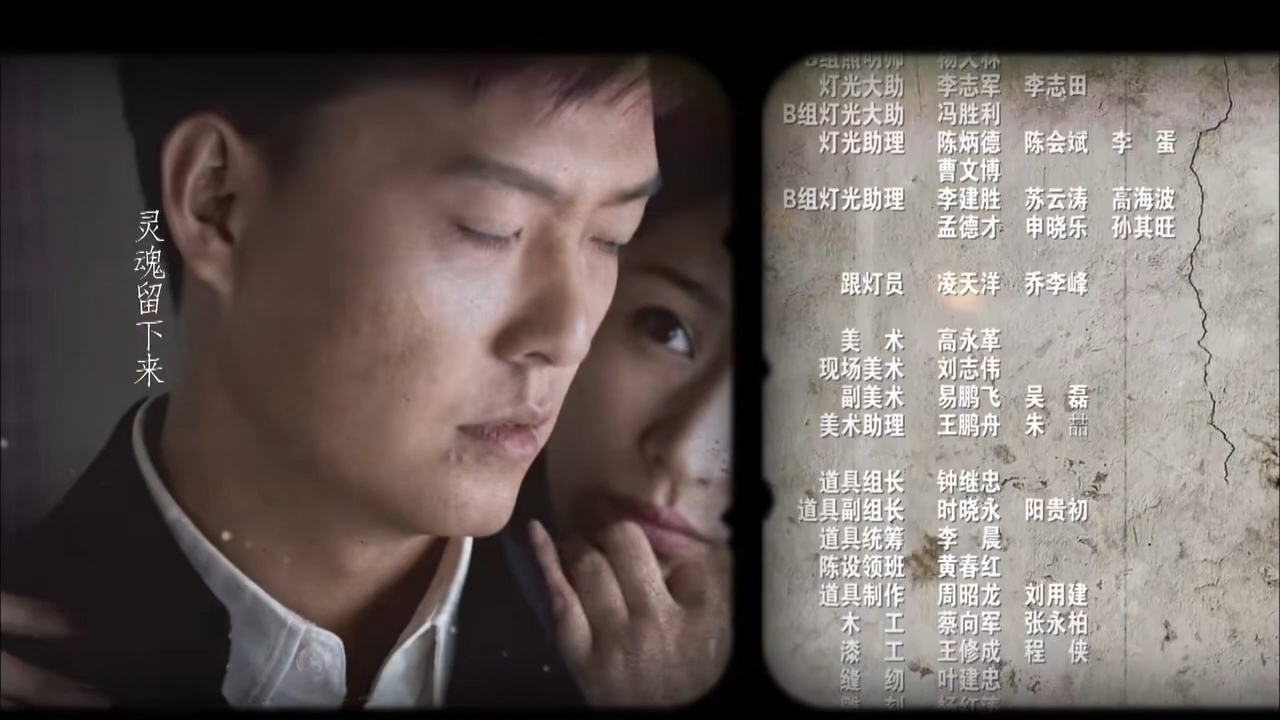 灵魂留下来
灯光大助 李志军 李志田
B组灯光大助 冯胜利
灯光助理 陈炳德 陈会斌 李 蛋
曹文博
B组灯光助理 李建胜 苏云涛 高海波
孟德才 申晓乐 孙其旺
跟灯员 凌天洋 乔李峰
美 术 高永革
现场美术 刘志伟
副美术 易鹏飞 吴 磊
美术助理 王鹏舟 朱 喆
道具组长 钟继忠
道具副组长 时晓永 阳贵初
道具统筹 李 晨
陈设领班 黄春红
道具制作 周昭龙 刘用建
木 工 蔡向军 张永柏
漆 工 王修成 程 侠
缝 纫 叶建忠